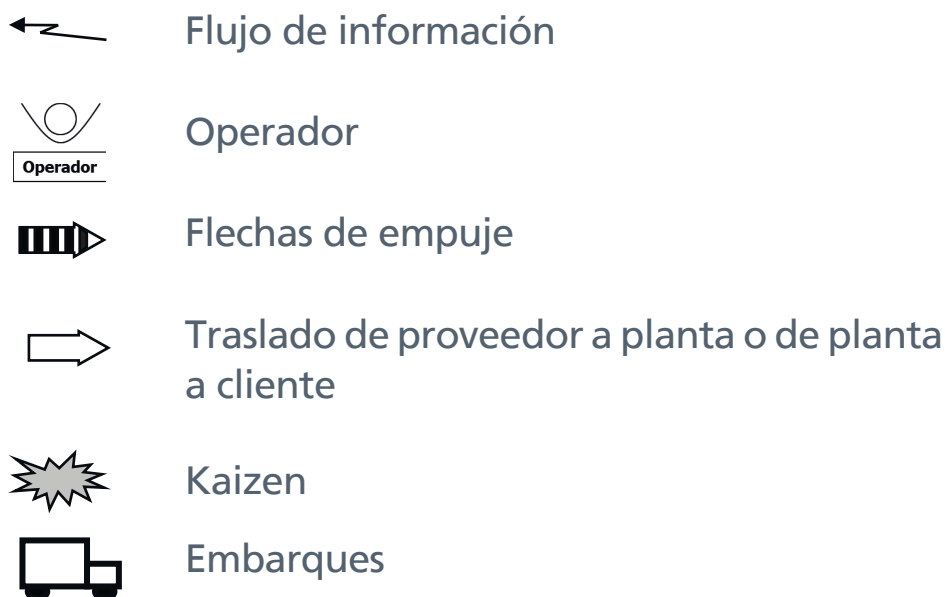 Flujo de información
Operador
Operador
Flechas de empuje
Traslado de proveedor a planta o de planta
a cliente
Kaizen
Embarques